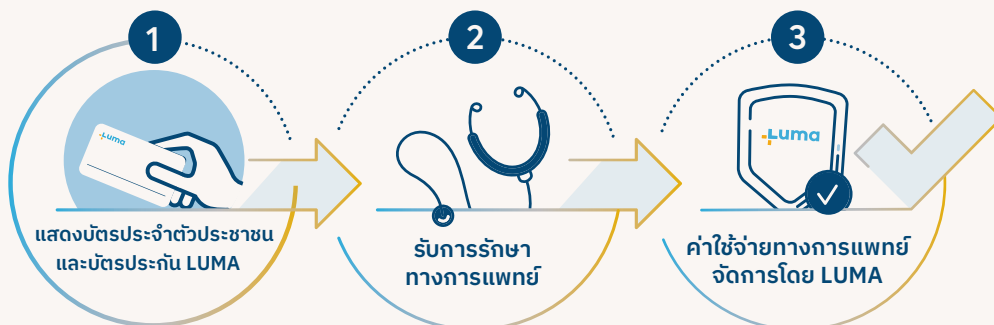 1
Luma
แสดงบัตรประจำตัวประชาชน
และบัตรประกัน LUMA
2
รับการรักษา
ทางการแพทย์
3
Luma
ค่าใช้จ่ายทางการแพทย์
จัดการโดย LUMA